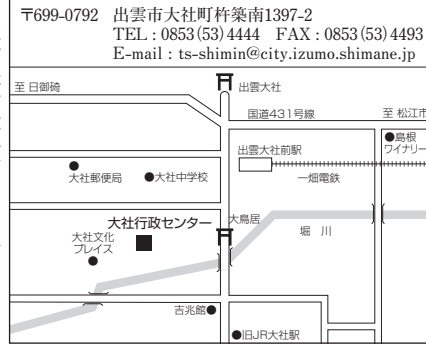 〒699-0792 出雲市大社町杵築南1397-2
TEL：0853(53)4444 FAX：0853(53)4493
E-mail：ts-shimin@city.izumo.shimane.jp
至 日御碕
出雲大社
国道431号線
至 松江市
出雲大社前駅
●島根
ワイナリー
大社郵便局
●大社中学校
一畑電鉄
大社行政センター
大鳥居
堀 川
大社文化
プレイス
吉兆館●
●旧JR大社駅